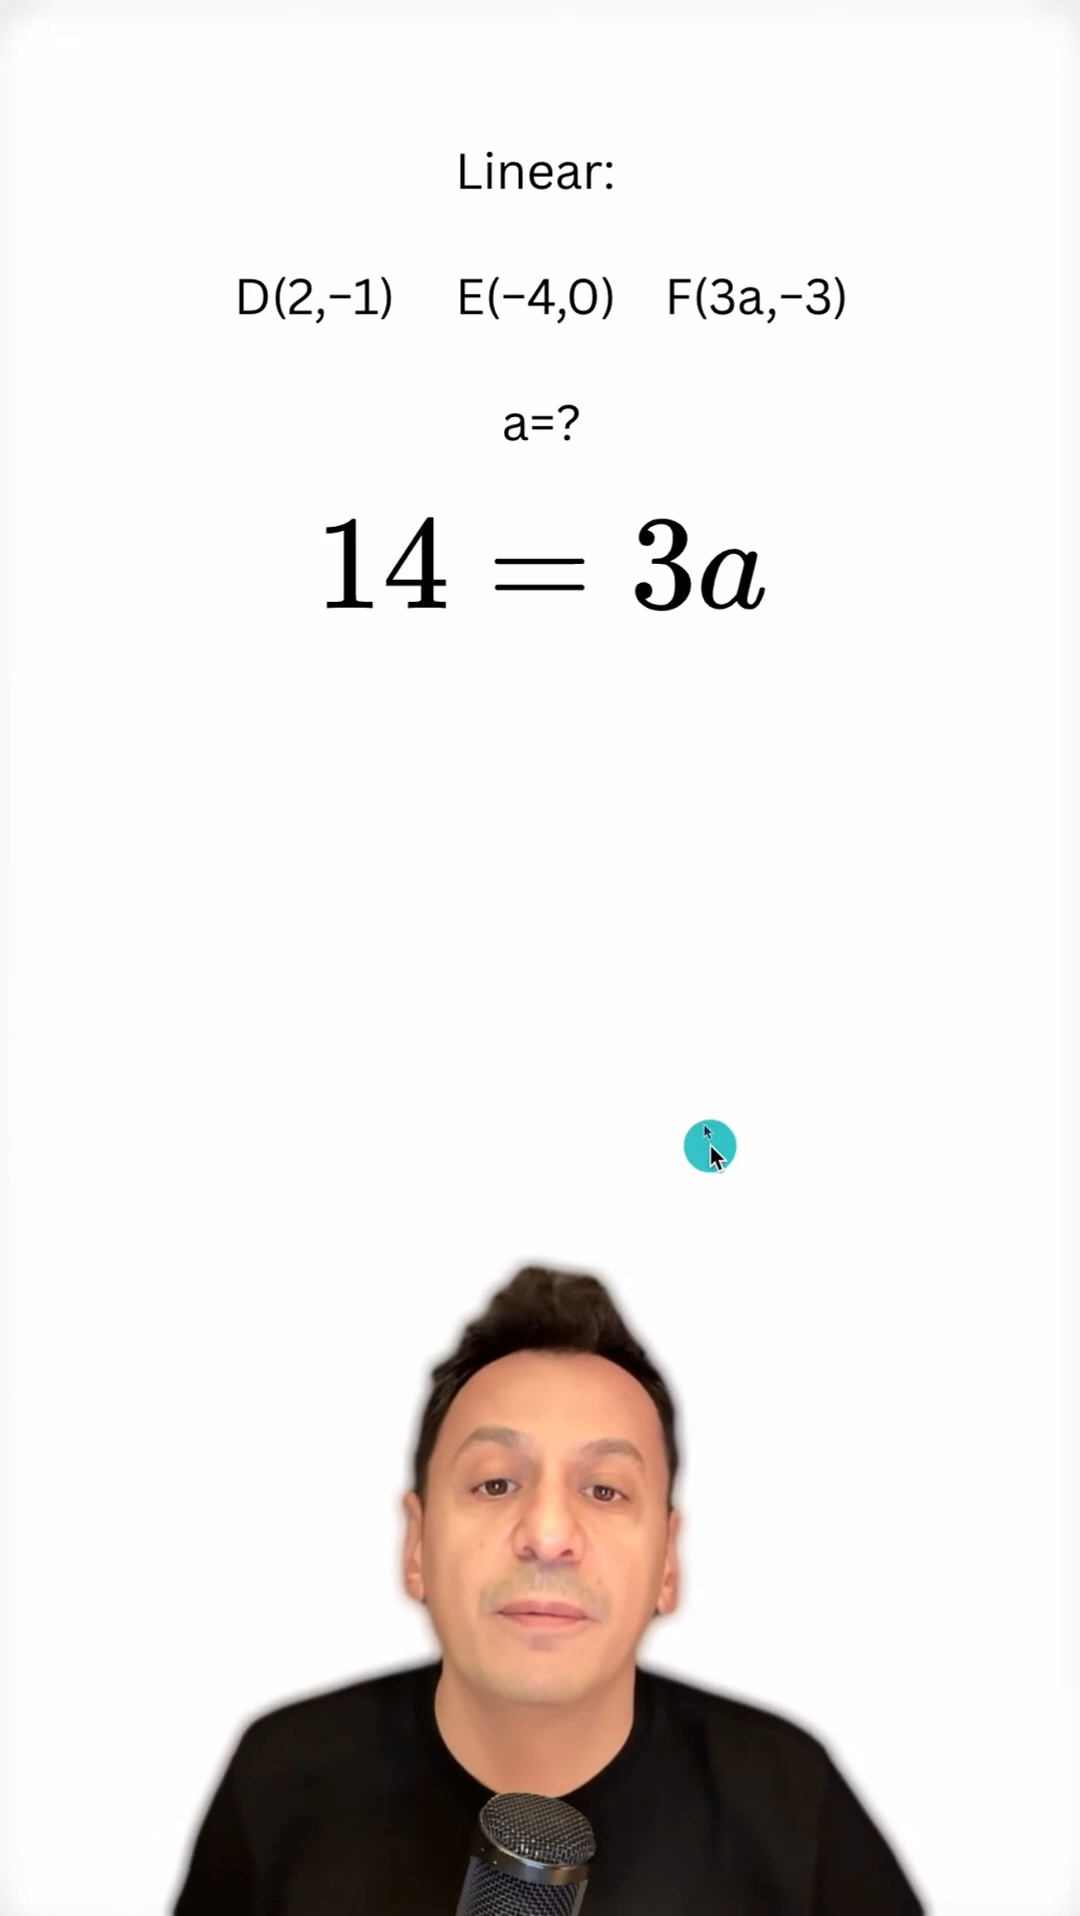 Linear:
D(2,−1) E(−4,0) F(3a,−3)
a=?
14 = 3a